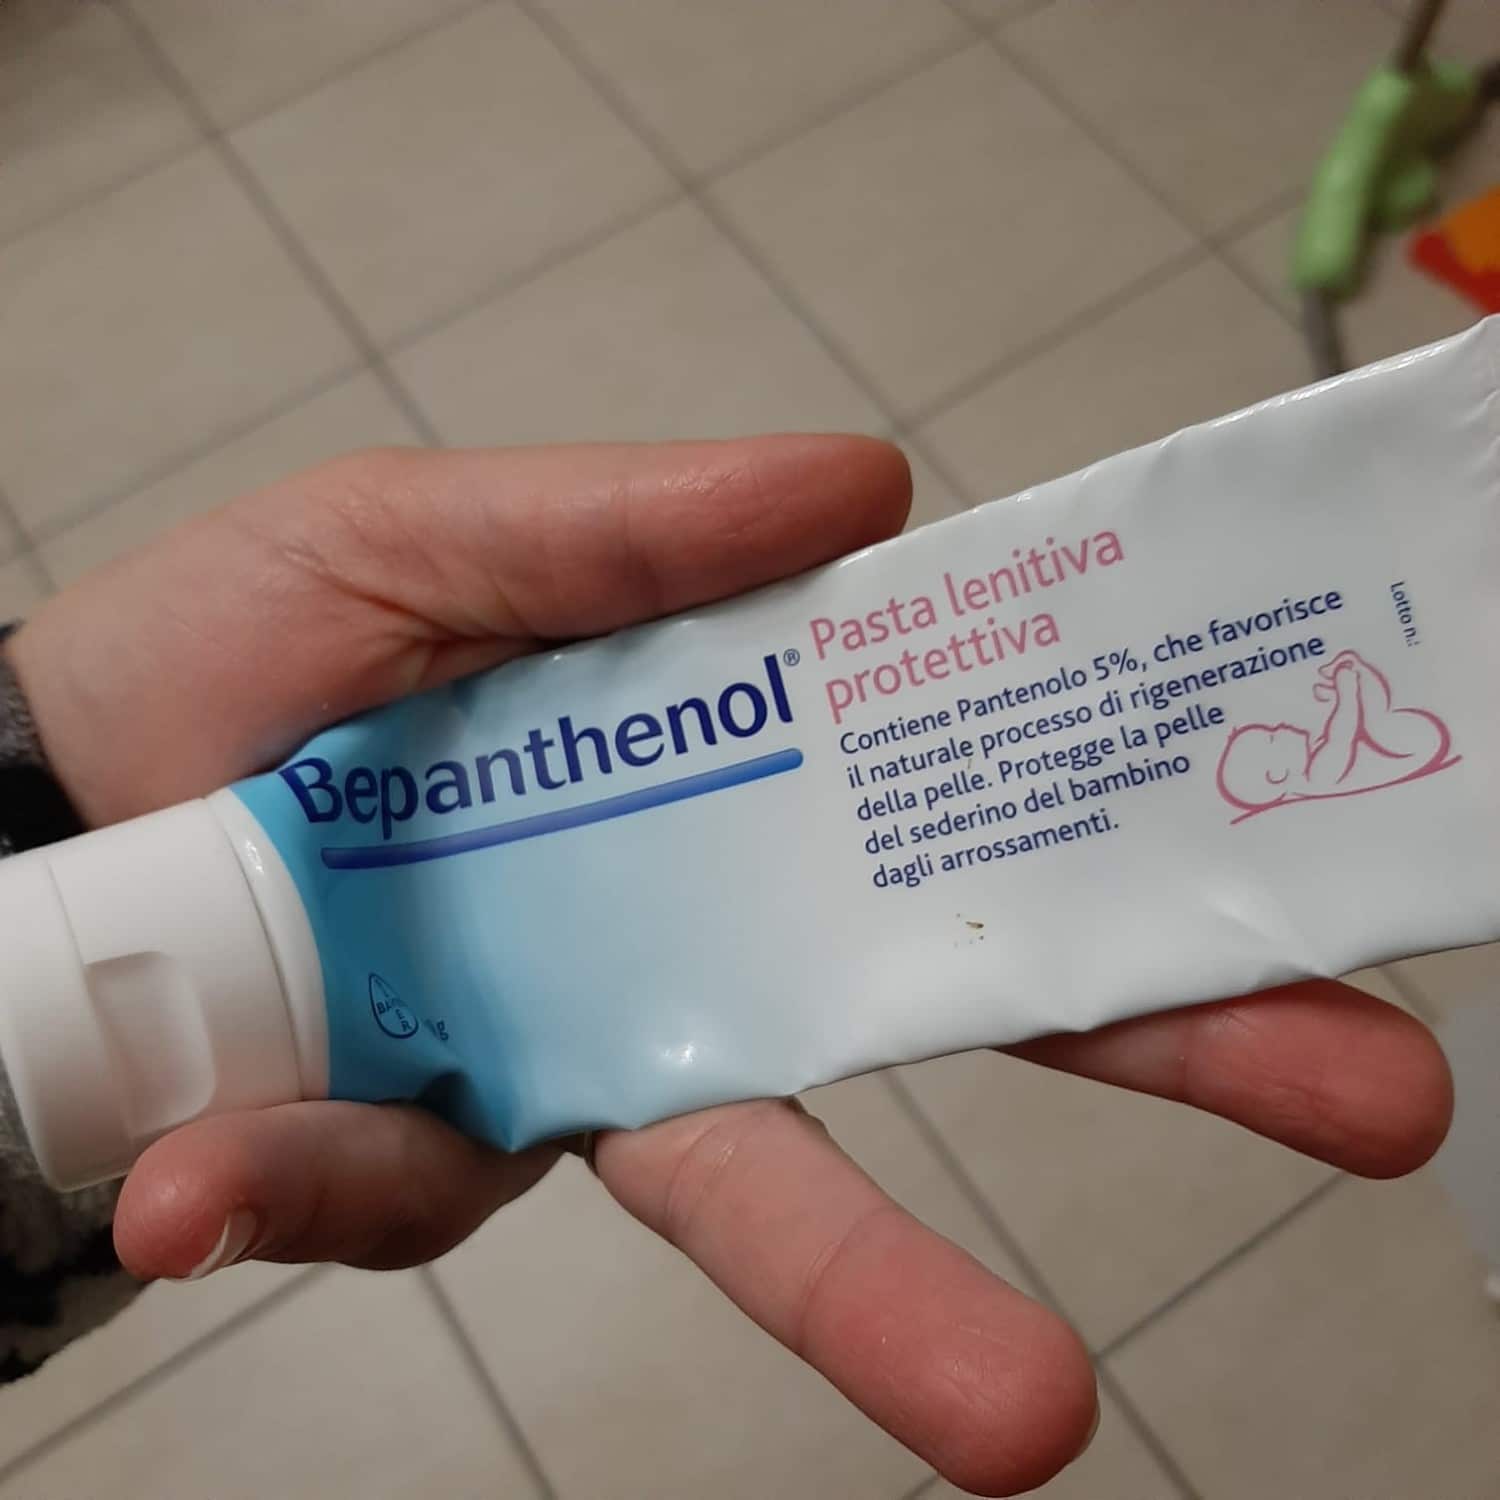 Bepanthenol®
Pasta lenitiva
protettiva
Contiene Pantenolo 5%, che favorisce
il naturale processo di rigenerazione
della pelle. Protegge la pelle
del sederino del bambino
dagli arrossamenti.
Lotto n.:
BAYER
g